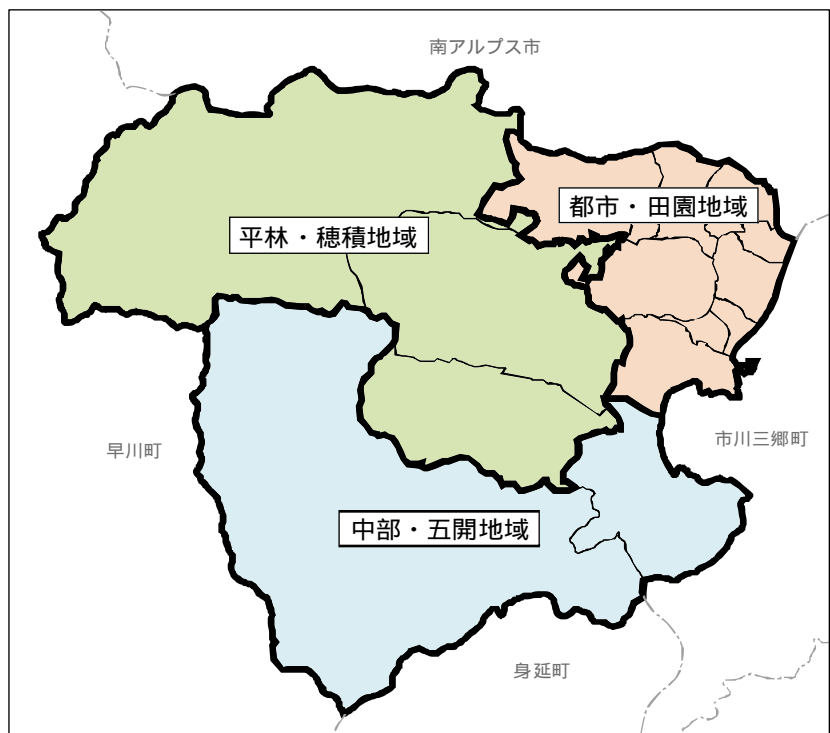 南アルプス市
都市・田園地域
平林・穂積地域
早川町
市川三郷町
中部・五開地域
身延町